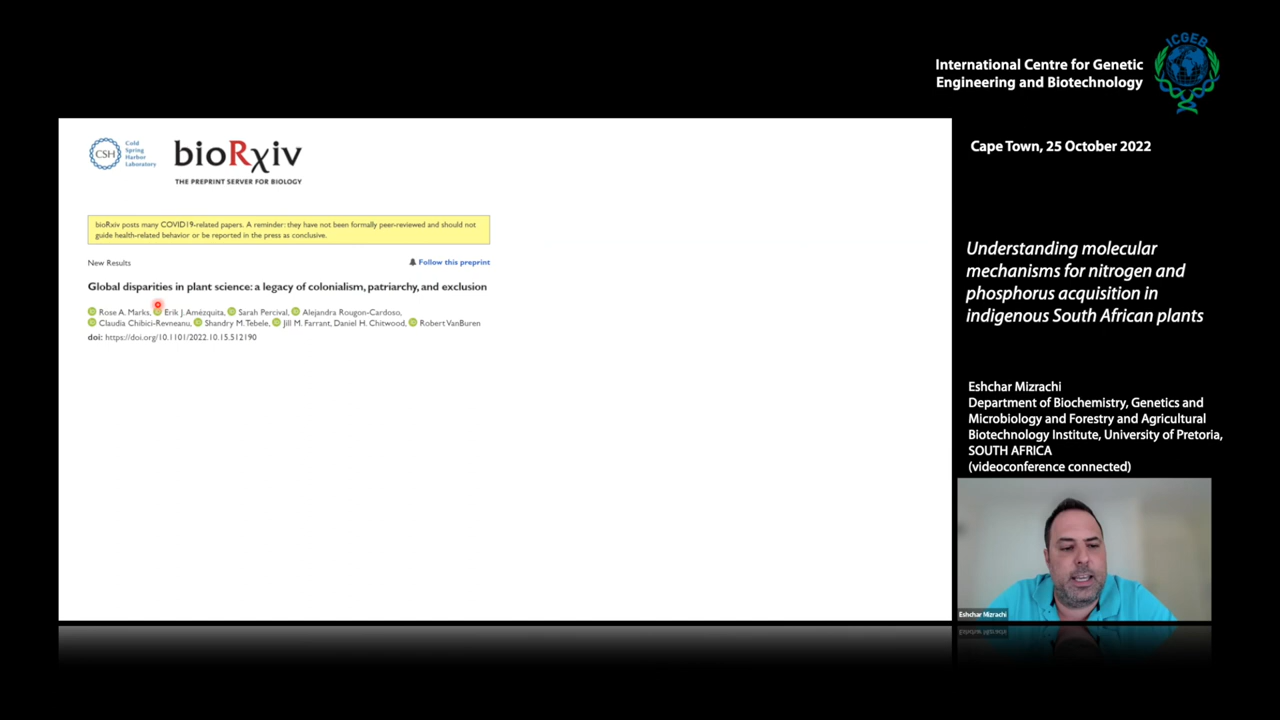 ICGEB
International Centre for Genetic
Engineering and Biotechnology
Cape Town, 25 October 2022
CSH
Cold
Spring
Harbor
Laboratory
bioRxiv
THE PREPRINT SERVER FOR BIOLOGY
bioRxiv posts many COVID19-related papers. A reminder: they have not been formally peer-reviewed and should not
guide health-related behavior or be reported in the press as conclusive.
New Results
Follow this preprint
Global disparities in plant science: a legacy of colonialism, patriarchy, and exclusion
Rose A. Marks, Erik J. Amézquita, Sarah Percival, Alejandra Rougon-Cardoso,
Claudia Chibici-Revneanu, Shandry M. Tebele, Jill M. Farrant, Daniel H. Chitwood, Robert VanBuren
doi: https://doi.org/10.1101/2022.10.15.512190
Understanding molecular
mechanisms for nitrogen and
phosphorus acquisition in
indigenous South African plants
Eshchar Mizrachi
Department of Biochemistry, Genetics and
Microbiology and Forestry and Agricultural
Biotechnology Institute, University of Pretoria,
SOUTH AFRICA
(videoconference connected)
Eshchar Mizrachi